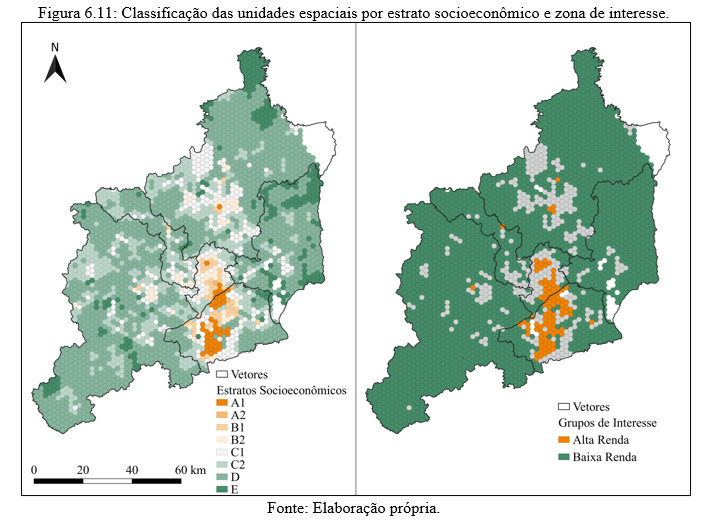 Figura 6.11: Classificação das unidades espaciais por estrato socioeconômico e zona de interesse.
N
Vetores
Estratos Socioeconômicos
A1
A2
B1
B2
C1
C2
D
E
0 20 40 60 km
Vetores
Grupos de Interesse
Alta Renda
Baixa Renda
Fonte: Elaboração própria.